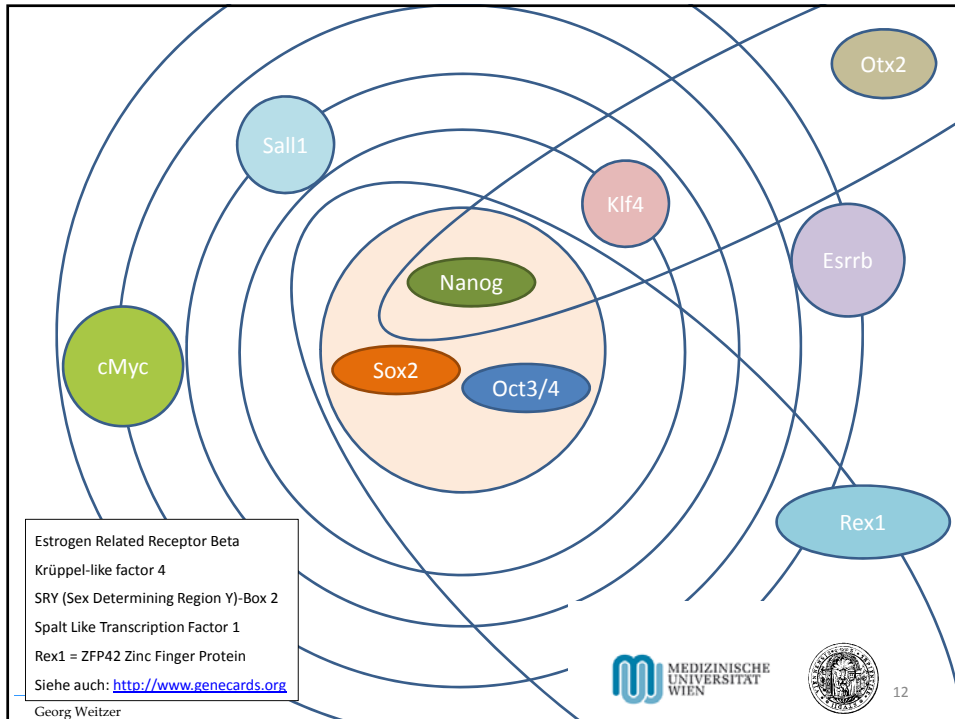 Otx2
Sall1
Klf4
Esrrb
Nanog
cMyc
Sox2
Oct3/4
Rex1
Estrogen Related Receptor Beta
Krüppel-like factor 4
SRY (Sex Determining Region Y)-Box 2
Spalt Like Transcription Factor 1
Rex1 = ZFP42 Zinc Finger Protein
Siehe auch: http://www.genecards.org
MEDIZINISCHE
UNIVERSITÄT
WIEN
12
Georg Weitzer